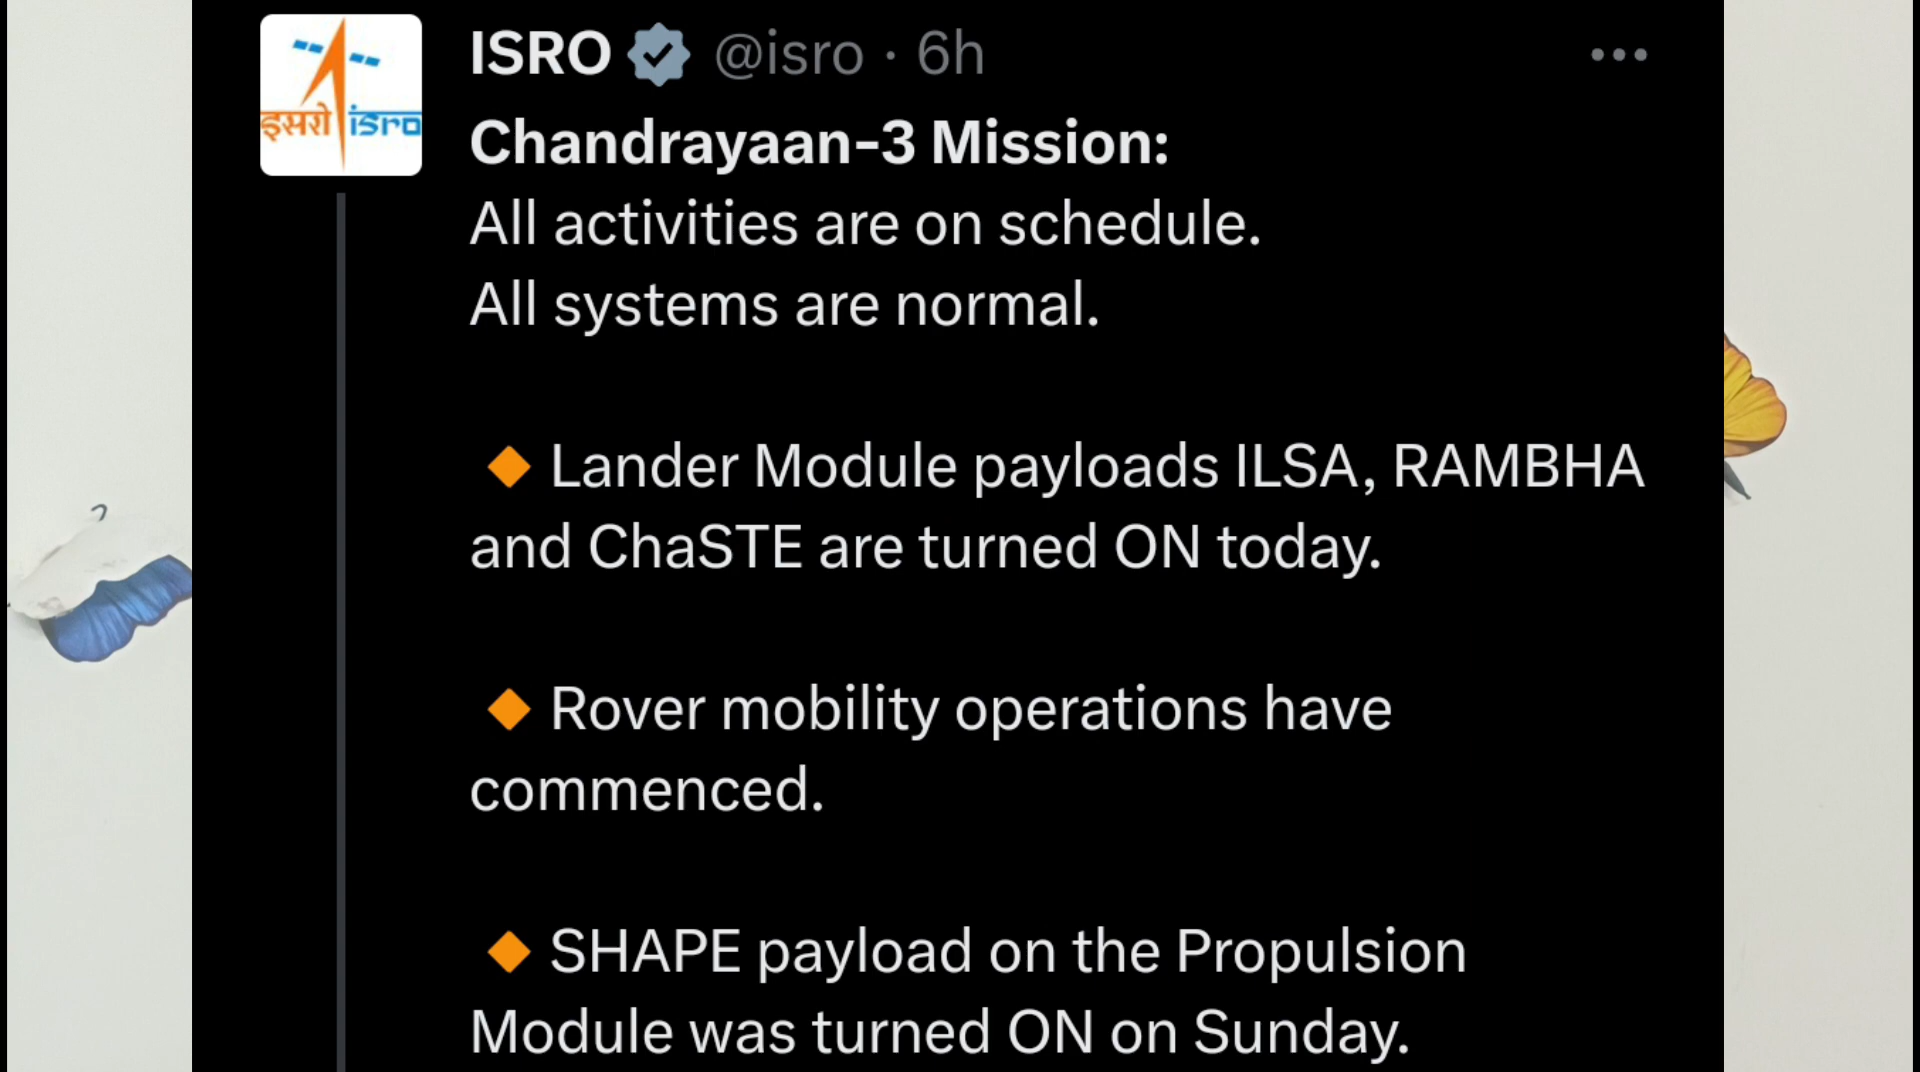 इसरो isro
ISRO @isro · 6h
Chandrayaan-3 Mission:
All activities are on schedule.
All systems are normal.
🔸 Lander Module payloads ILSA, RAMBHA
and ChaSTE are turned ON today.
🔸 Rover mobility operations have
commenced.
🔸 SHAPE payload on the Propulsion
Module was turned ON on Sunday.